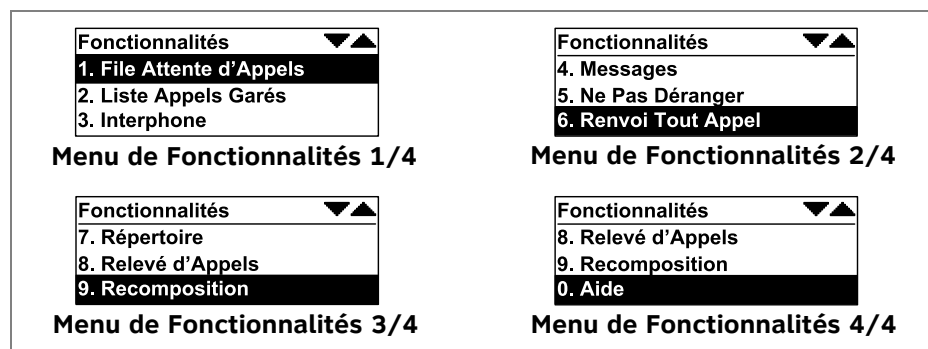 Fonctionnalités
1. File Attente d'Appels
2. Liste Appels Garés
3. Interphone
Menu de Fonctionnalités 1/4
Fonctionnalités
4. Messages
5. Ne Pas Déranger
6. Renvoi Tout Appel
Menu de Fonctionnalités 2/4
Fonctionnalités
7. Répertoire
8. Relevé d'Appels
9. Recomposition
Menu de Fonctionnalités 3/4
Fonctionnalités
8. Relevé d'Appels
9. Recomposition
0. Aide
Menu de Fonctionnalités 4/4